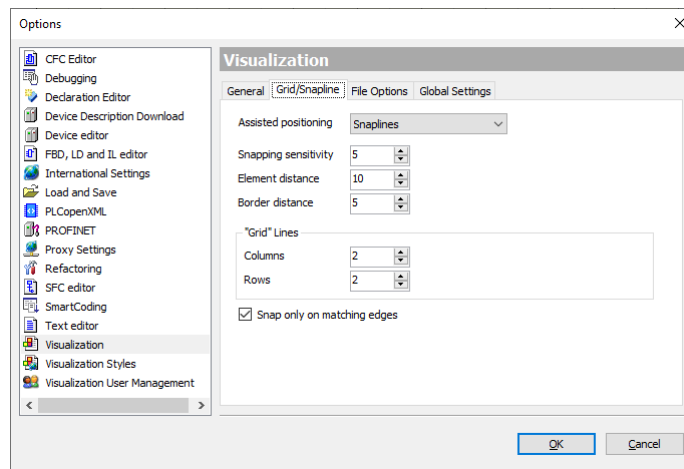 Options
CFC Editor
Debugging
Declaration Editor
Device Description Download
Device editor
FBD, LD and IL editor
International Settings
Load and Save
PLCopenXML
PROFINET
Proxy Settings
Refactoring
SFC editor
SmartCoding
Text editor
Visualization
Visualization Styles
Visualization User Management
Visualization
General Grid/Snapline File Options Global Settings
Assisted positioning Snaplines
Snapping sensitivity 5
Element distance 10
Border distance 5
"Grid" Lines
Columns 2
Rows 2
Snap only on matching edges
OK Cancel